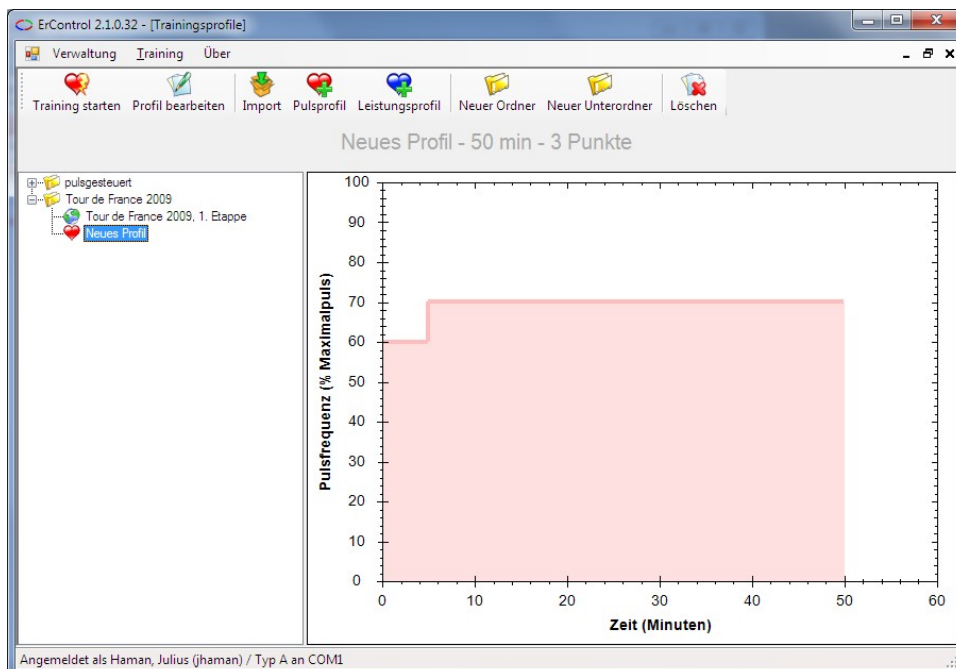 ErControl 2.1.0.32 - [Trainingsprofile]
Verwaltung Training Über
Training starten Profil bearbeiten Import Pulsprofil Leistungsprofil Neuer Ordner Neuer Unterordner Löschen
Neues Profil - 50 min - 3 Punkte
pulsgesteuert
Tour de France 2009
Tour de France 2009, 1. Etappe
Neues Profil
Pulsfrequenz (% Maximalpuls)
100
90
80
70
60
50
40
30
20
10
0
0 10 20 30 40 50 60
Zeit (Minuten)
Angemeldet als Haman, Julius (jhaman) / Typ A an COM1